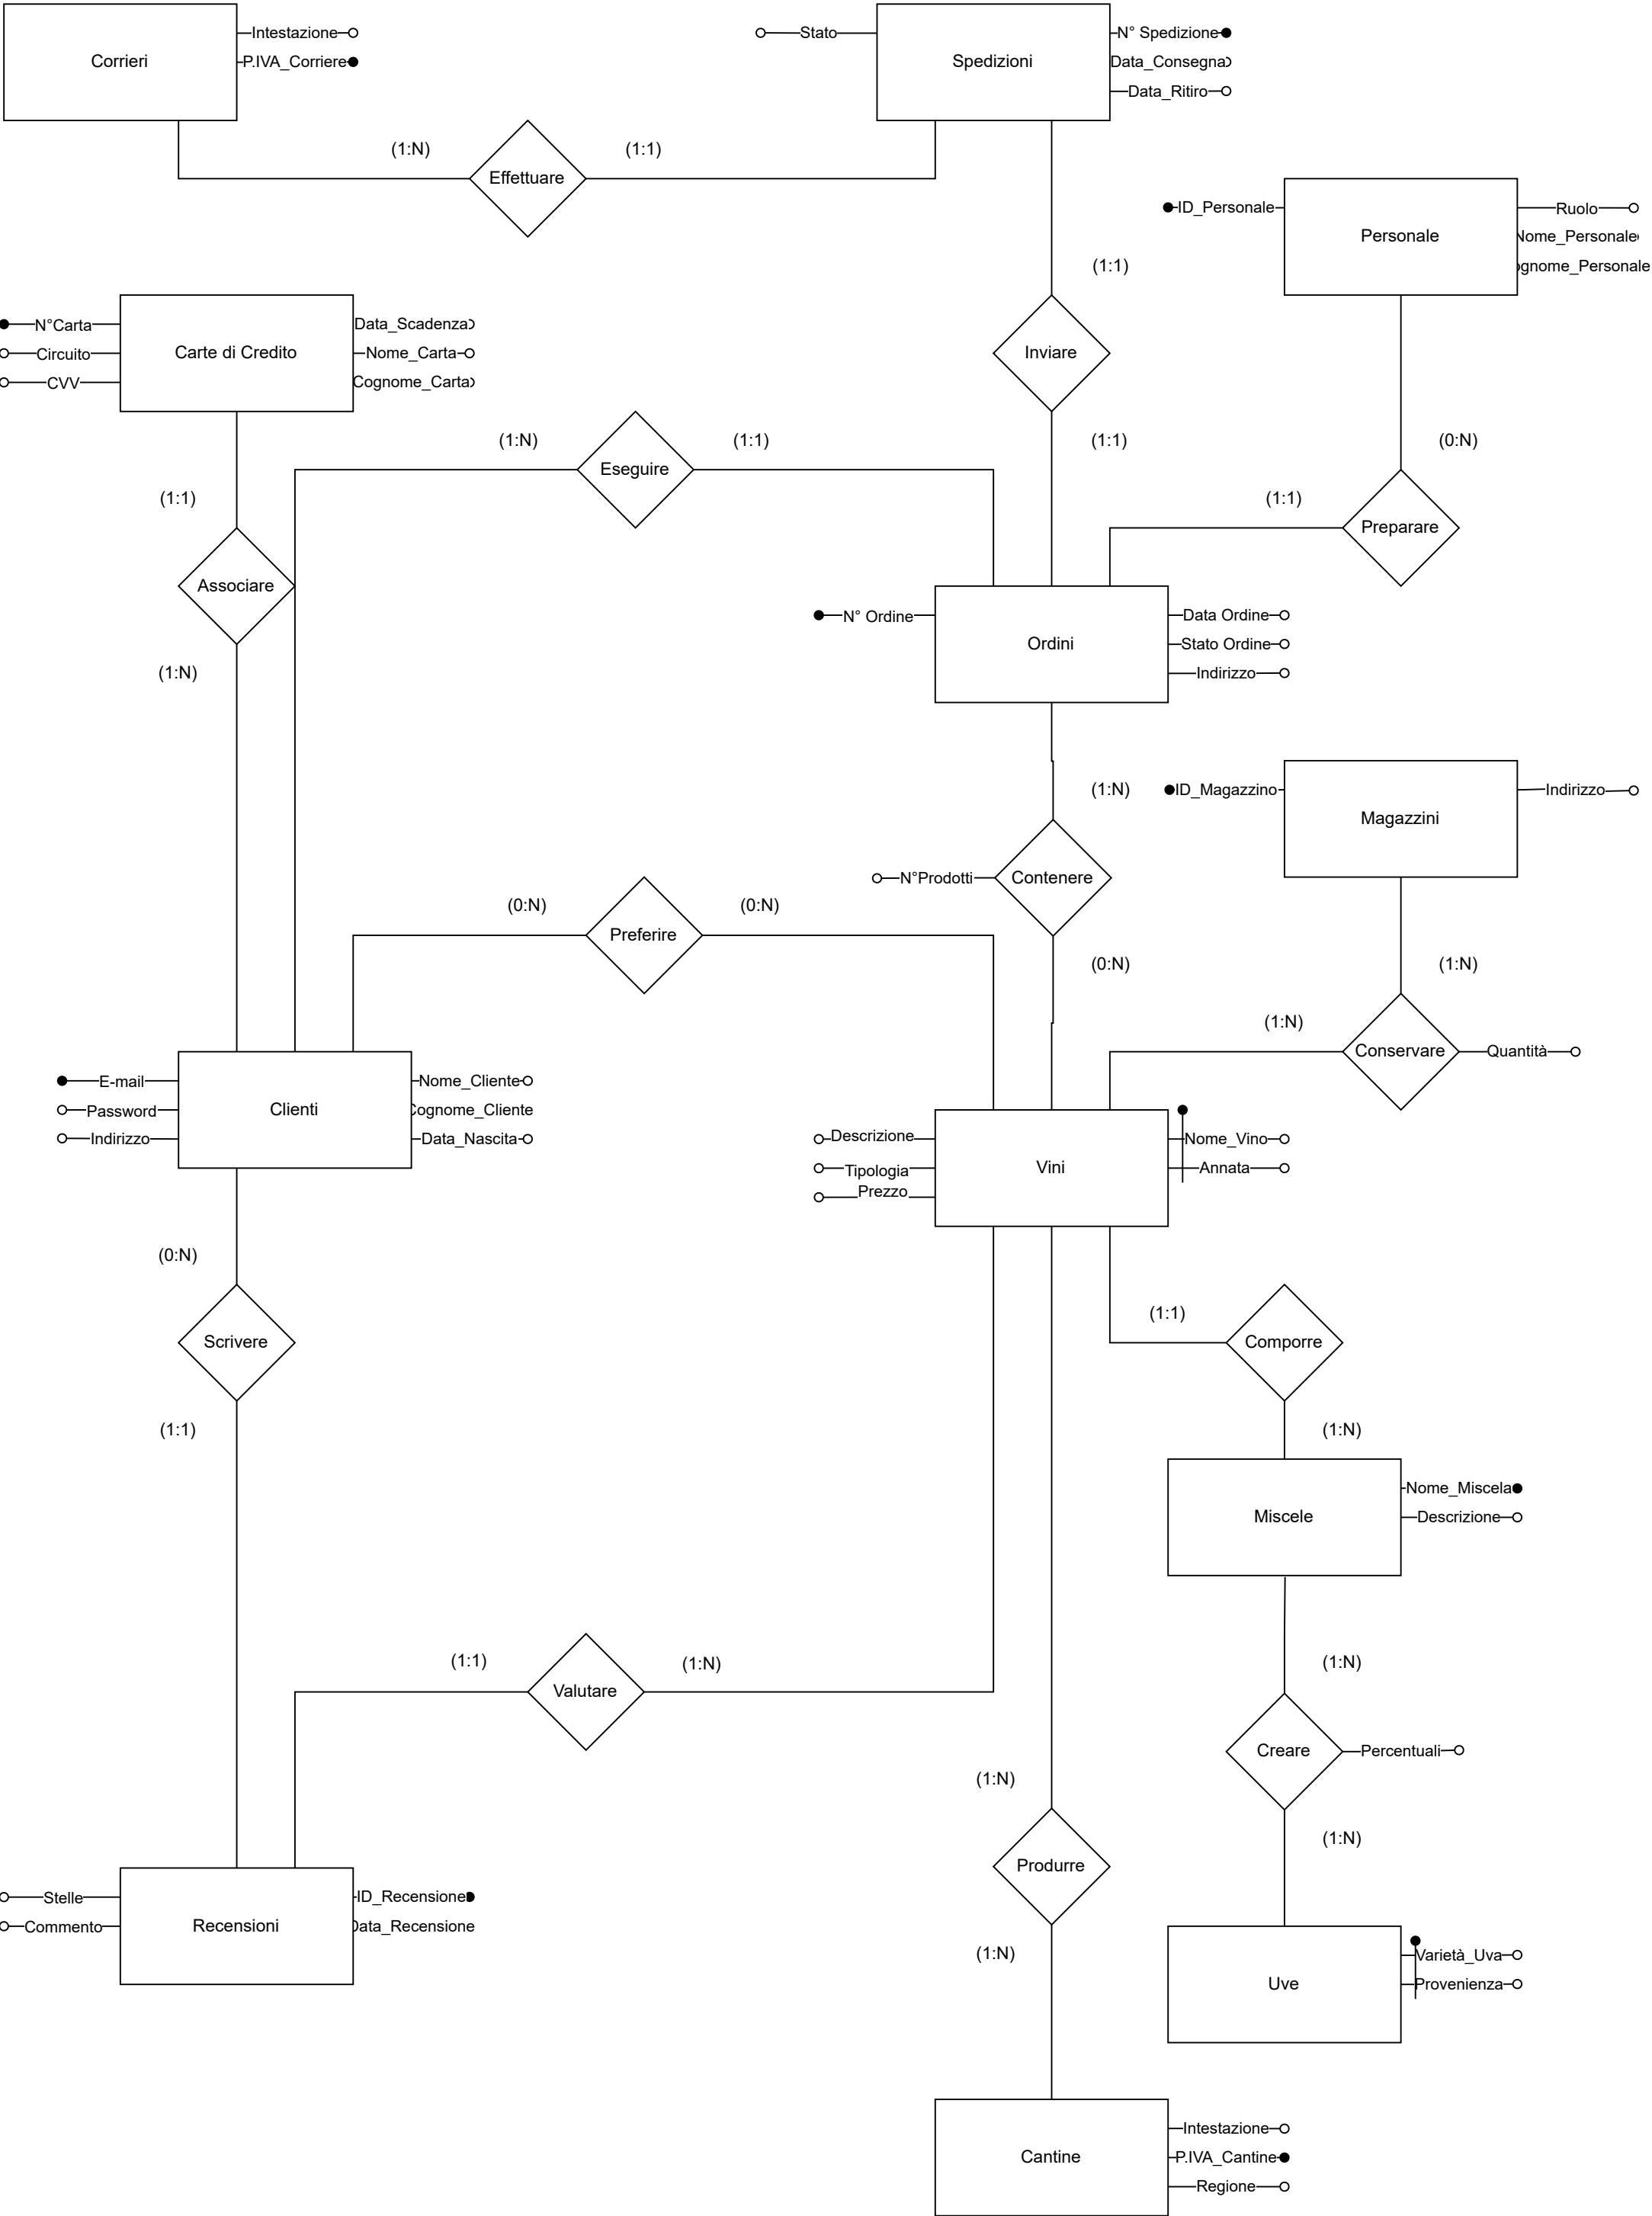 Corrieri
Intestazione
P.IVA_Corriere
Stato
Spedizioni
N° Spedizione
Data_Consegna
Data_Ritiro
(1:N)
Effettuare
(1:1)
ID_Personale
Personale
Ruolo
Nome_Personale
ognome_Personale
(1:1)
Inviare
(1:1)
N°Carta
Circuito
CVV
Carte di Credito
Data_Scadenza
Nome_Carta
Cognome_Carta
(1:N)
Eseguire
(1:1)
(0:N)
(1:1)
Preparare
(1:1)
Associare
(1:N)
N° Ordine
Ordini
Data Ordine
Stato Ordine
Indirizzo
(1:N)
ID_Magazzino
Magazzini
Indirizzo
N°Prodotti
Contenere
(0:N)
Preferire
(0:N)
(0:N)
(1:N)
(1:N)
Conservare
Quantità
E-mail
Password
Indirizzo
Clienti
Nome_Cliente
Cognome_Cliente
Data_Nascita
Descrizione
Tipologia
Prezzo
Vini
Nome_Vino
Annata
(0:N)
Scrivere
(1:1)
(1:1)
Comporre
(1:N)
Miscele
Nome_Miscela
Descrizione
(1:1)
Valutare
(1:N)
(1:N)
Creare
Percentuali
(1:N)
(1:N)
Produrre
(1:N)
Stelle
Commento
Recensioni
ID_Recensione
Data_Recensione
Uve
Varietà_Uva
Provenienza
Cantine
Intestazione
P.IVA_Cantine
Regione